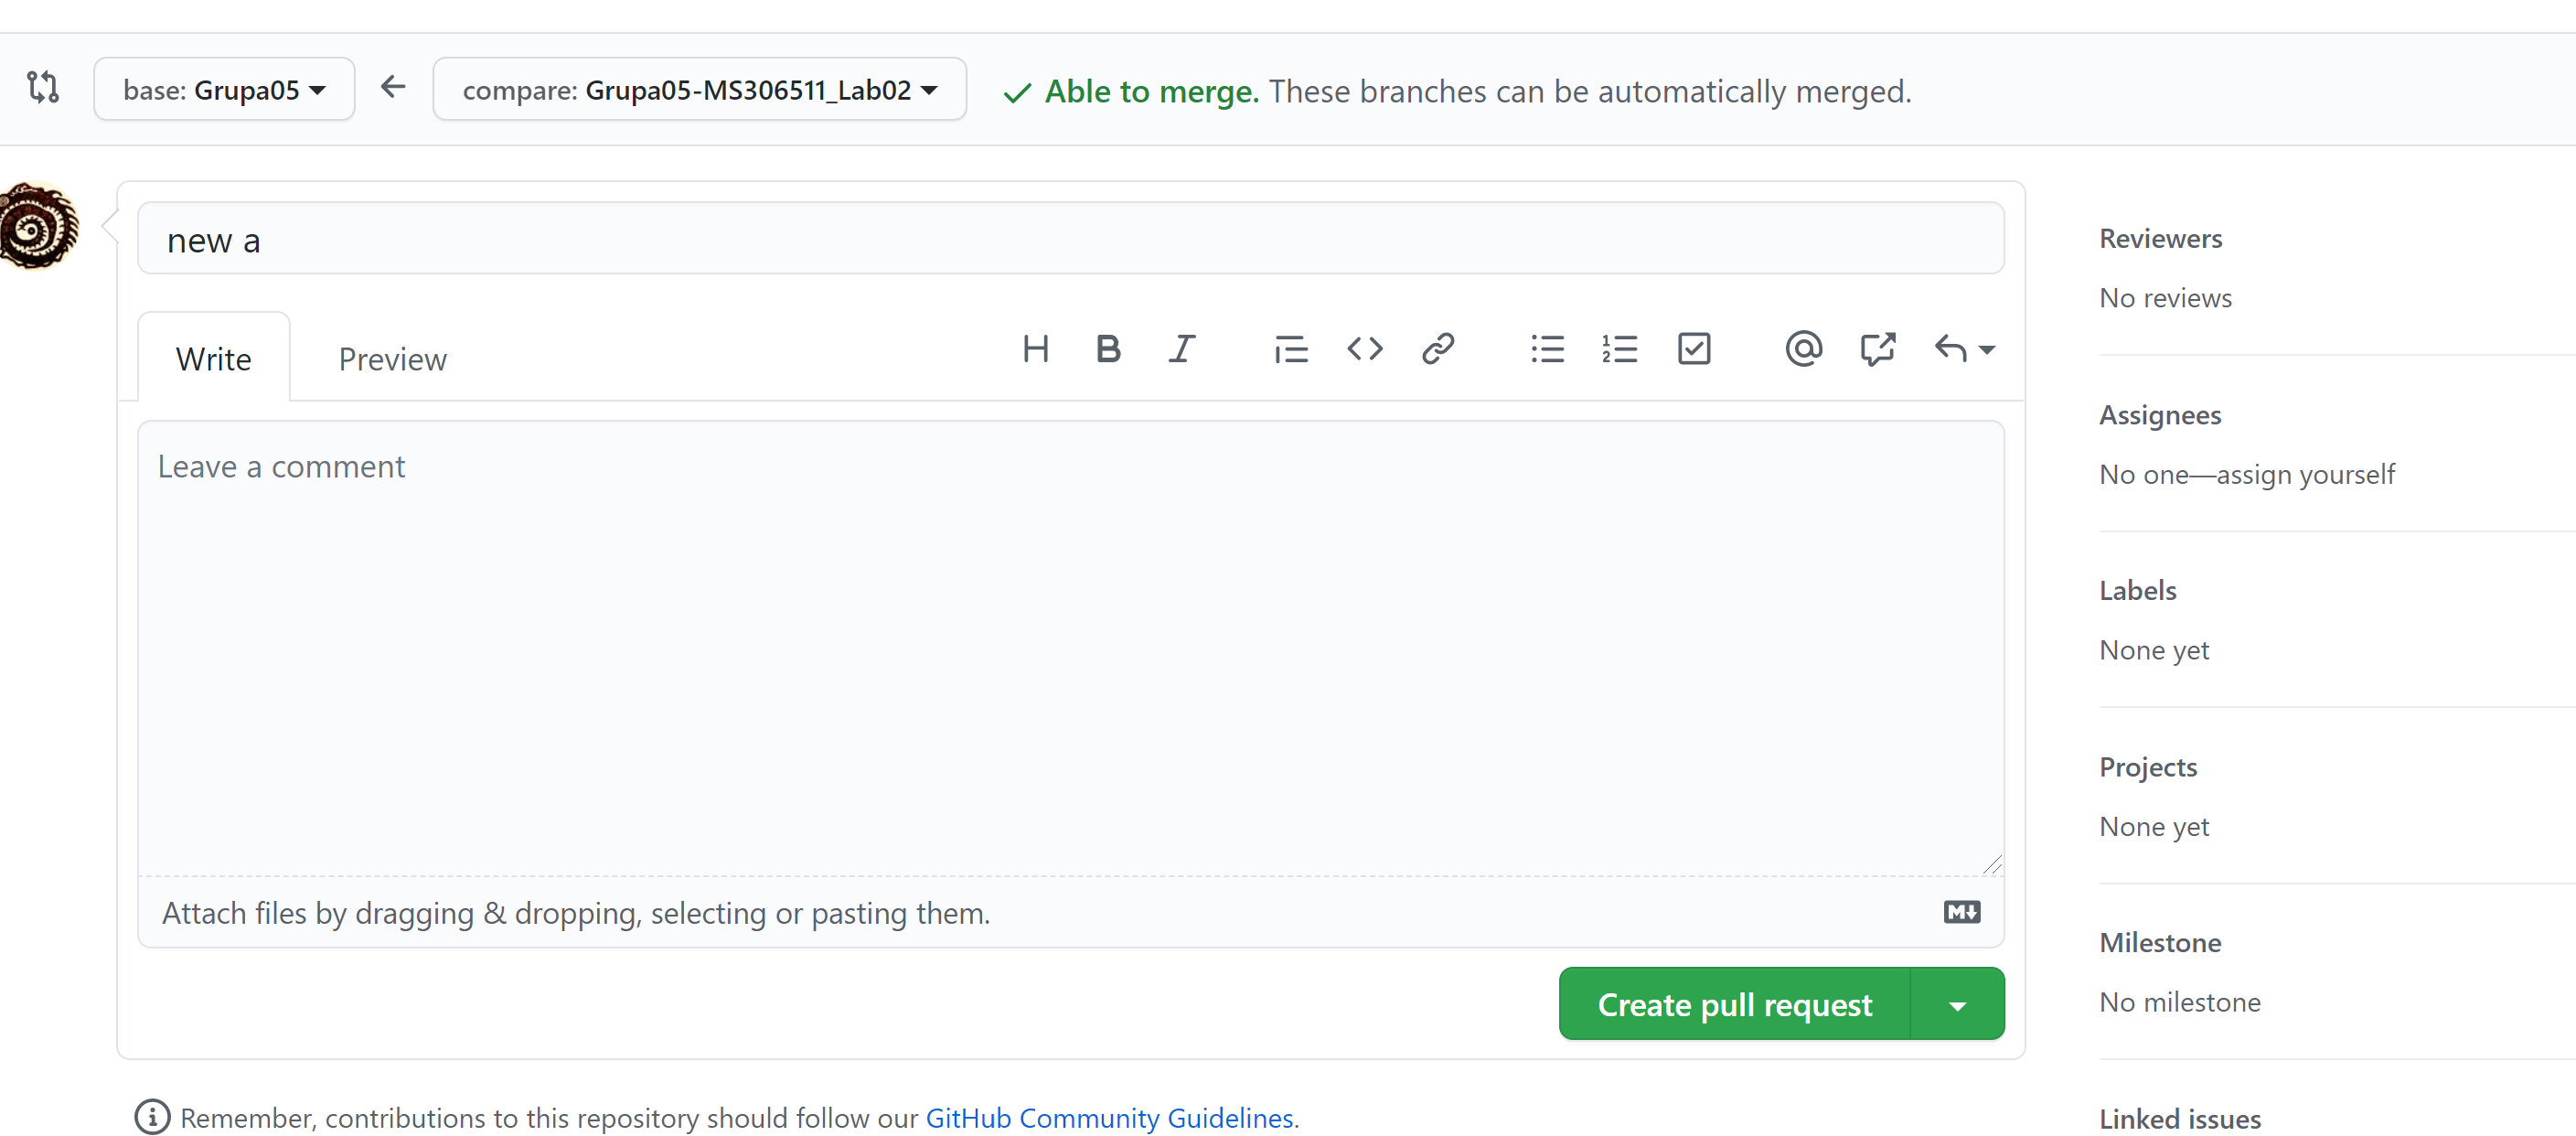 base: Grupa05 compare: Grupa05-MS306511_Lab02 Able to merge. These branches can be automatically merged.
new a
Write Preview
Leave a comment
Attach files by dragging & dropping, selecting or pasting them.
Create pull request
Remember, contributions to this repository should follow our GitHub Community Guidelines.
Reviewers
No reviews
Assignees
No one—assign yourself
Labels
None yet
Projects
None yet
Milestone
No milestone
Linked issues